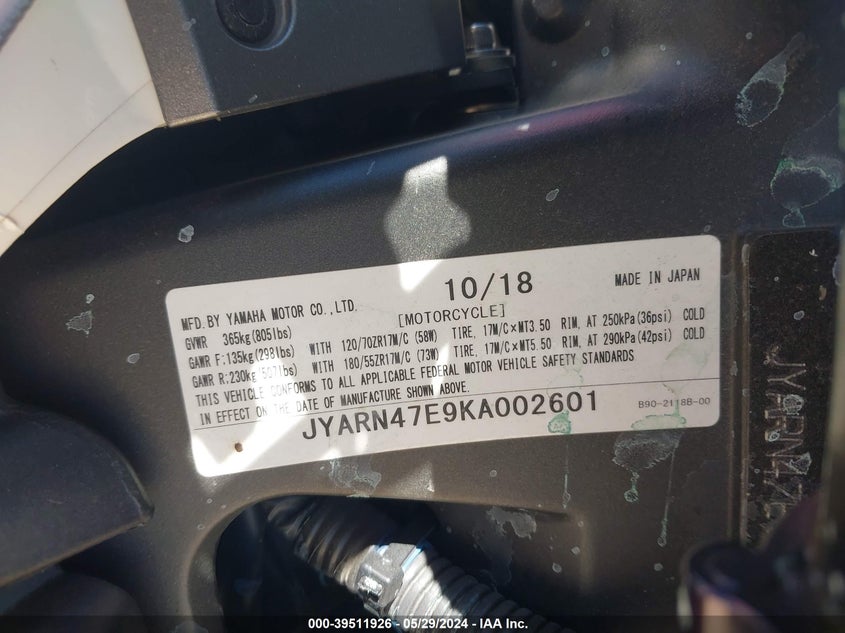 10/18
MADE IN JAPAN
MFD. BY YAMAHA MOTOR CO., LTD.
[MOTORCYCLE]
GVWR 365kg(805lbs)
GAWR F:135kg(298lbs) WITH 120/70ZR17M/C (58W) TIRE, 17M/C×MT3.50 RIM, AT 250kPa(36psi) COLD
GAWR R:230kg(507lbs) WITH 180/55ZR17M/C (73W) TIRE, 17M/C×MT5.50 RIM, AT 290kPa(42psi) COLD
THIS VEHICLE CONFORMS TO ALL APPLICABLE FEDERAL MOTOR VEHICLE SAFETY STANDARDS
IN EFFECT ON THE DATE OF MANUFACTURE SHOWN ABOVE.
JYARN47E9KA002601
B90-2118B-00
JYARN47E
000-39511926 - 05/29/2024 - IAA Inc.